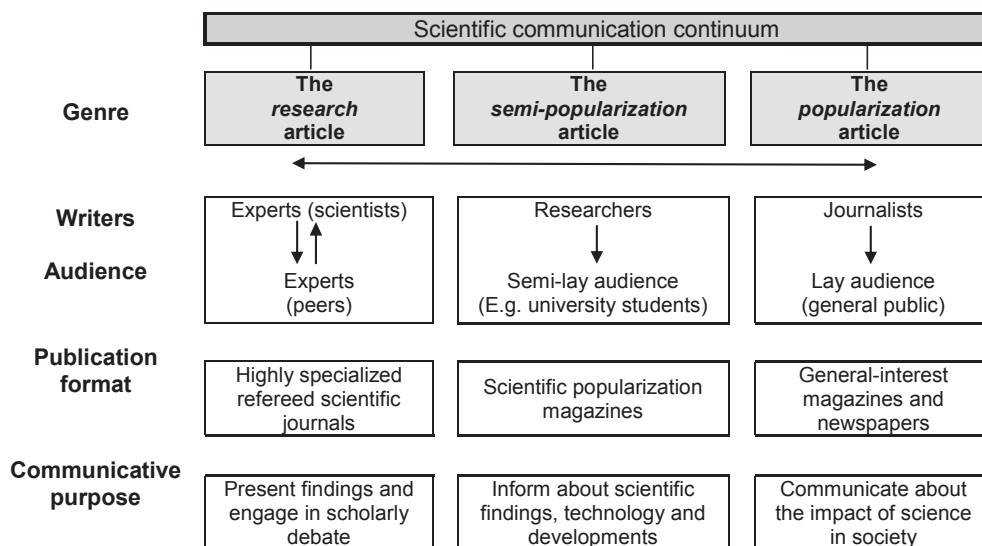 Scientific communication continuum
Genre
The
research
article
The
semi-popularization
article
The
popularization
article
Writers
Experts (scientists)
Researchers
Journalists
Audience
Experts
(peers)
Semi-lay audience
(E.g. university students)
Lay audience
(general public)
Publication
format
Highly specialized
refereed scientific
journals
Scientific popularization
magazines
General-interest
magazines and
newspapers
Communicative
purpose
Present findings and
engage in scholarly
debate
Inform about scientific
findings, technology and
developments
Communicate about
the impact of science
in society